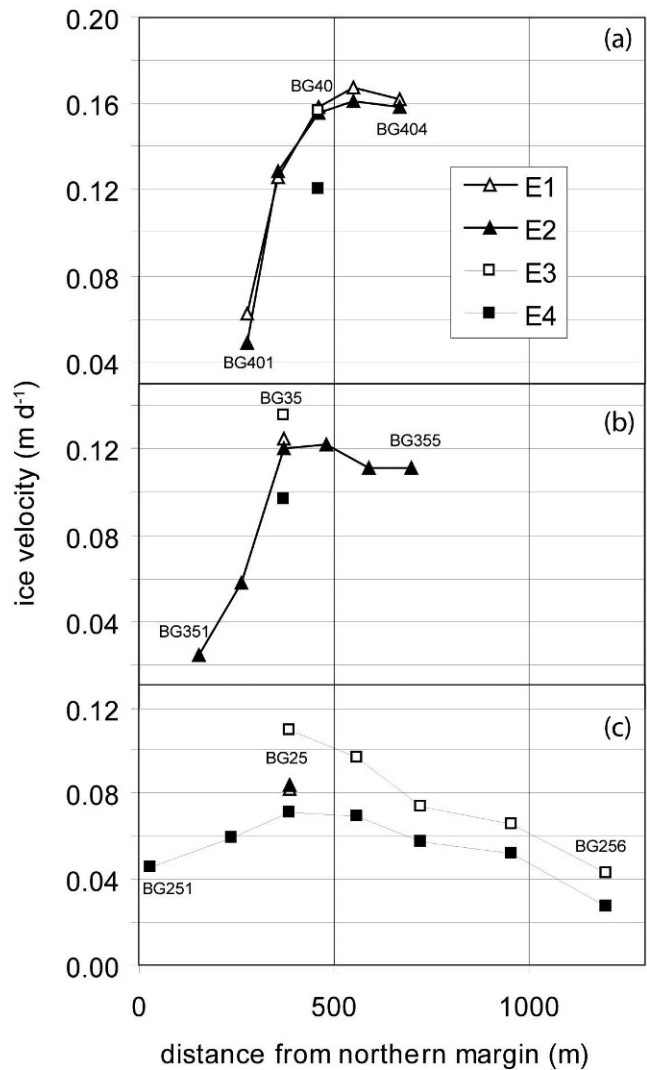 0.20
(a)
BG40
0.16
BG404
E1
0.12
E2
E3
0.08
E4
BG401
0.04
BG35
(b)
0.12
BG355
ice velocity (m d⁻¹)
0.08
BG351
0.04
0.12
(c)
BG25
0.08
BG256
BG251
0.04
0.00
0 500 1000
distance from northern margin (m)